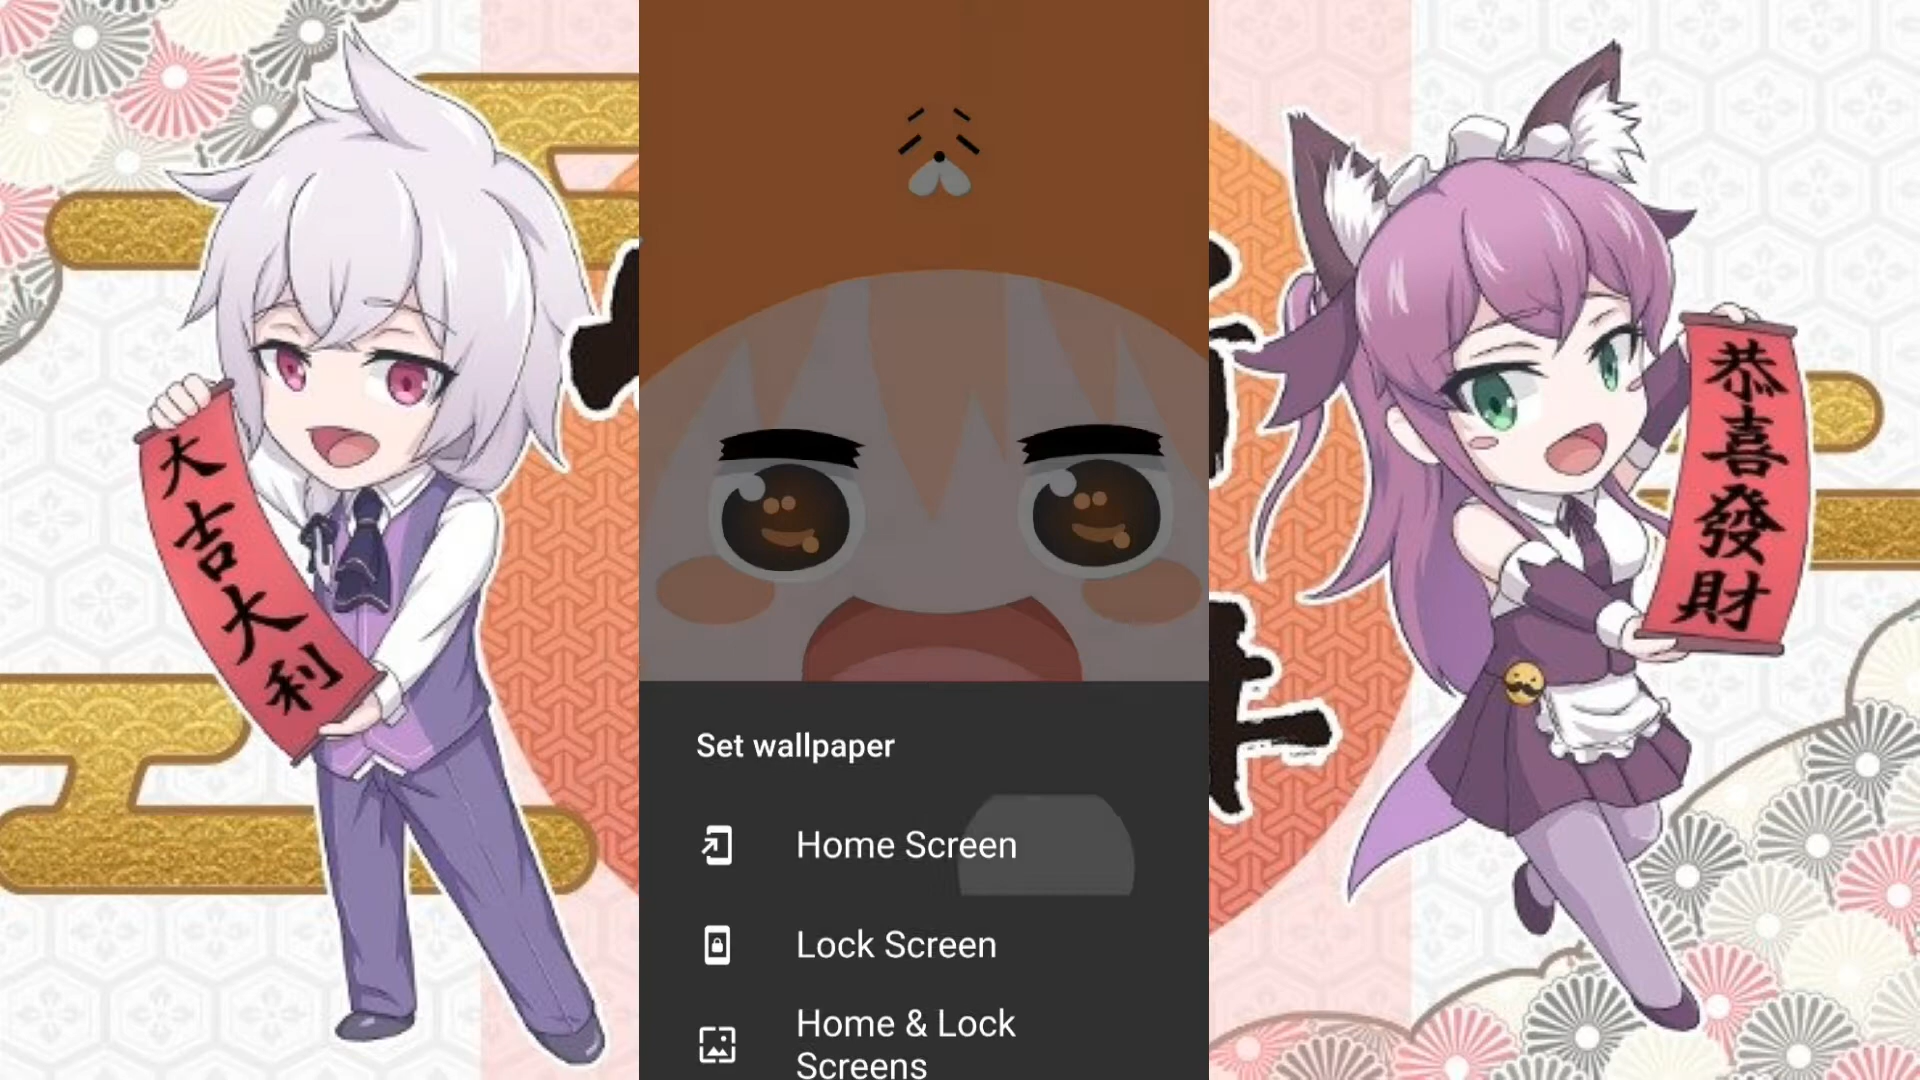 大吉大利
Set wallpaper
Home Screen
Lock Screen
Home & Lock
Screens
恭喜發財